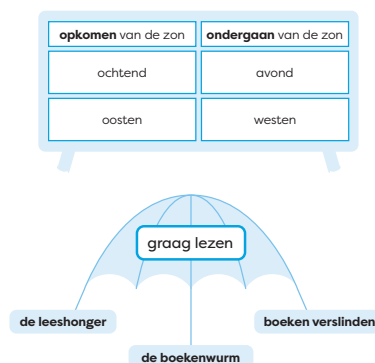 opkomen van de zon ondergaan van de zon
ochtend avond
oosten westen
graag lezen
de leeshonger boeken verslinden
de boekenwurm